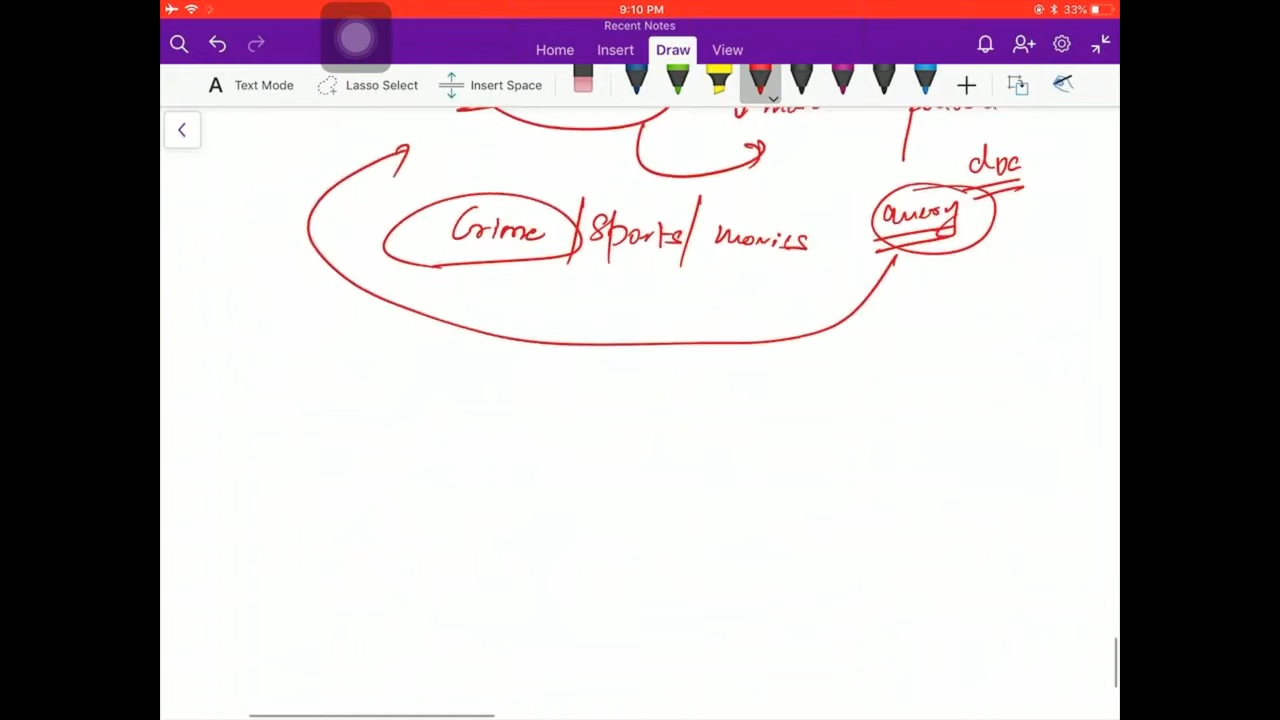 9:10 PM
33%
Recent Notes
Home Insert Draw View
A Text Mode Lasso Select Insert Space
doc
Crime / Sports / movies
query